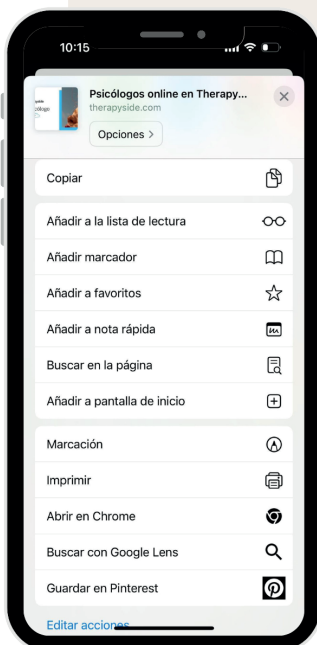 10:15
Psicólogos online en Therapy...
therapyside.com
Opciones >
Copiar
Añadir a la lista de lectura
Añadir marcador
Añadir a favoritos
Añadir a nota rápida
Buscar en la página
Añadir a pantalla de inicio
Marcación
Imprimir
Abrir en Chrome
Buscar con Google Lens
Guardar en Pinterest
Editar acciones